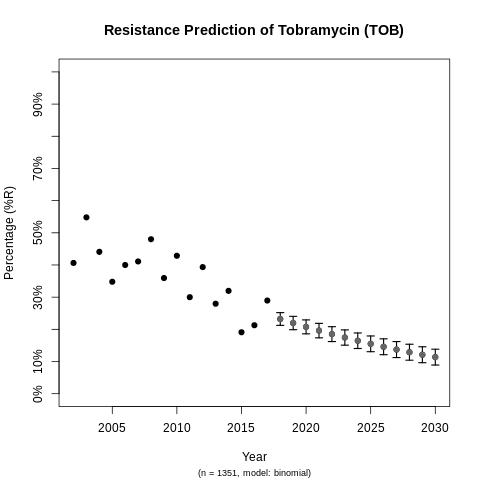 Resistance Prediction of Tobramycin (TOB)
Percentage (%R)
90%
70%
50%
30%
10%
0%
2005 2010 2015 2020 2025 2030
Year
(n = 1351, model: binomial)